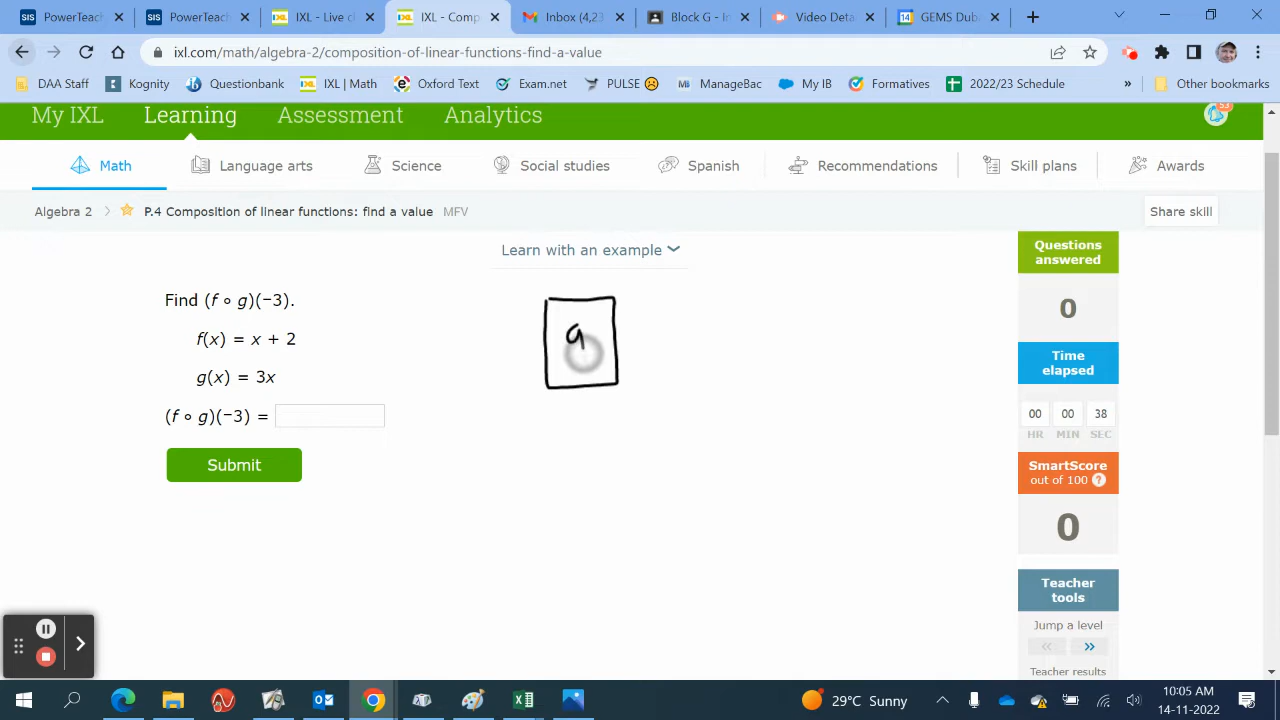 PowerTeach
PowerTeach
IXL - Live cl
IXL - Comp
Inbox (4,23
Block G - In
Video beta
GEMS Dub
ixl.com/math/algebra-2/composition-of-linear-functions-find-a-value
DAA Staff
Kognity
Questionbank
IXL | Math
Oxford Text
Exam.net
PULSE
ManageBac
My IB
Formatives
2022/23 Schedule
»
Other bookmarks
My IXL
Learning
Assessment
Analytics
53
Math
Language arts
Science
Social studies
Spanish
Recommendations
Skill plans
Awards
Algebra 2 > P.4 Composition of linear functions: find a value MFV
Share skill
Learn with an example
Find (f ∘ g)(−3).
f(x) = x + 2
g(x) = 3x
(f ∘ g)(−3) =
Submit
g
Questions
answered
0
Time
elapsed
00 00 38
HR MIN SEC
SmartScore
out of 100 ?
0
Teacher
tools
Jump a level
Teacher results
29°C Sunny
10:05 AM
14-11-2022